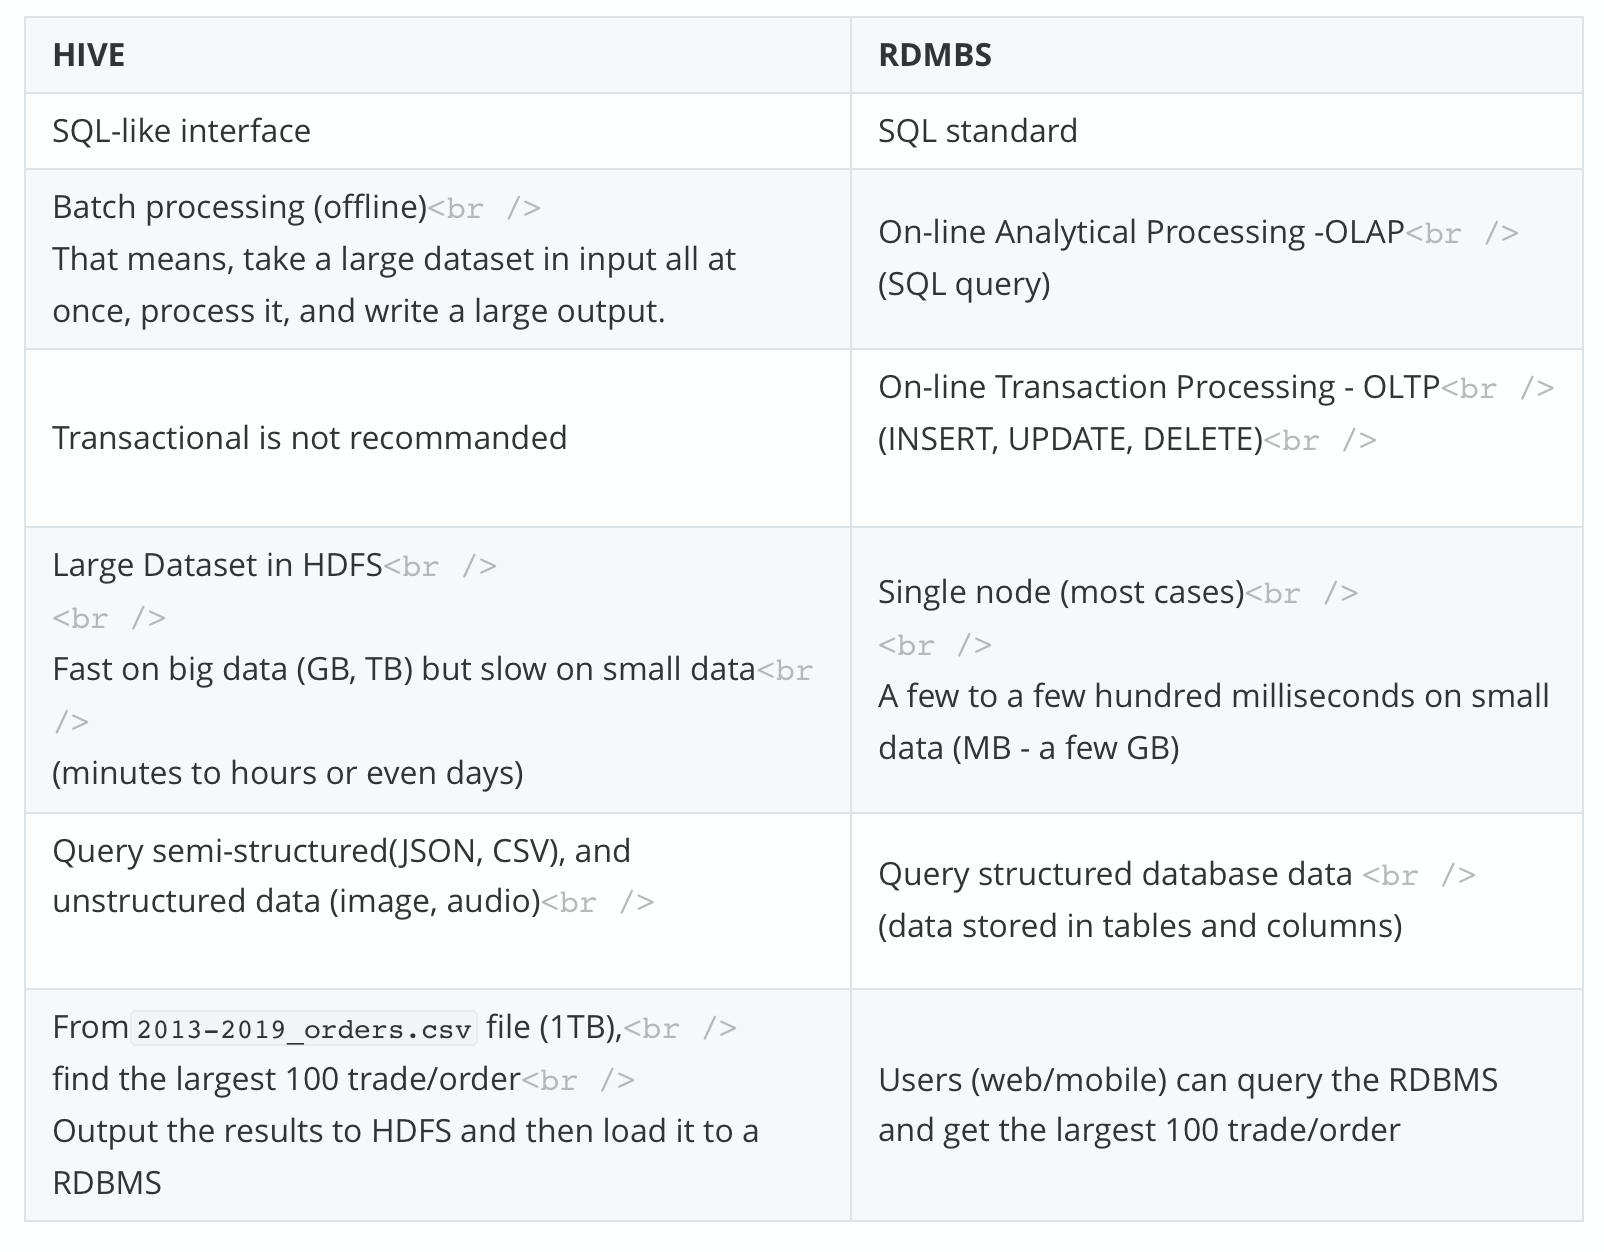 HIVE
RDMBS
SQL-like interface
SQL standard
Batch processing (offline)<br />
That means, take a large dataset in input all at
once, process it, and write a large output.
On-line Analytical Processing -OLAP<br />
(SQL query)
Transactional is not recommanded
On-line Transaction Processing - OLTP<br />
(INSERT, UPDATE, DELETE)<br />
Large Dataset in HDFS<br />
<br />
Fast on big data (GB, TB) but slow on small data<br
/>
(minutes to hours or even days)
Single node (most cases)<br />
<br />
A few to a few hundred milliseconds on small
data (MB - a few GB)
Query semi-structured(JSON, CSV), and
unstructured data (image, audio)<br />
Query structured database data <br />
(data stored in tables and columns)
From 2013-2019_orders.csv file (1TB),<br />
find the largest 100 trade/order<br />
Output the results to HDFS and then load it to a
RDBMS
Users (web/mobile) can query the RDBMS
and get the largest 100 trade/order